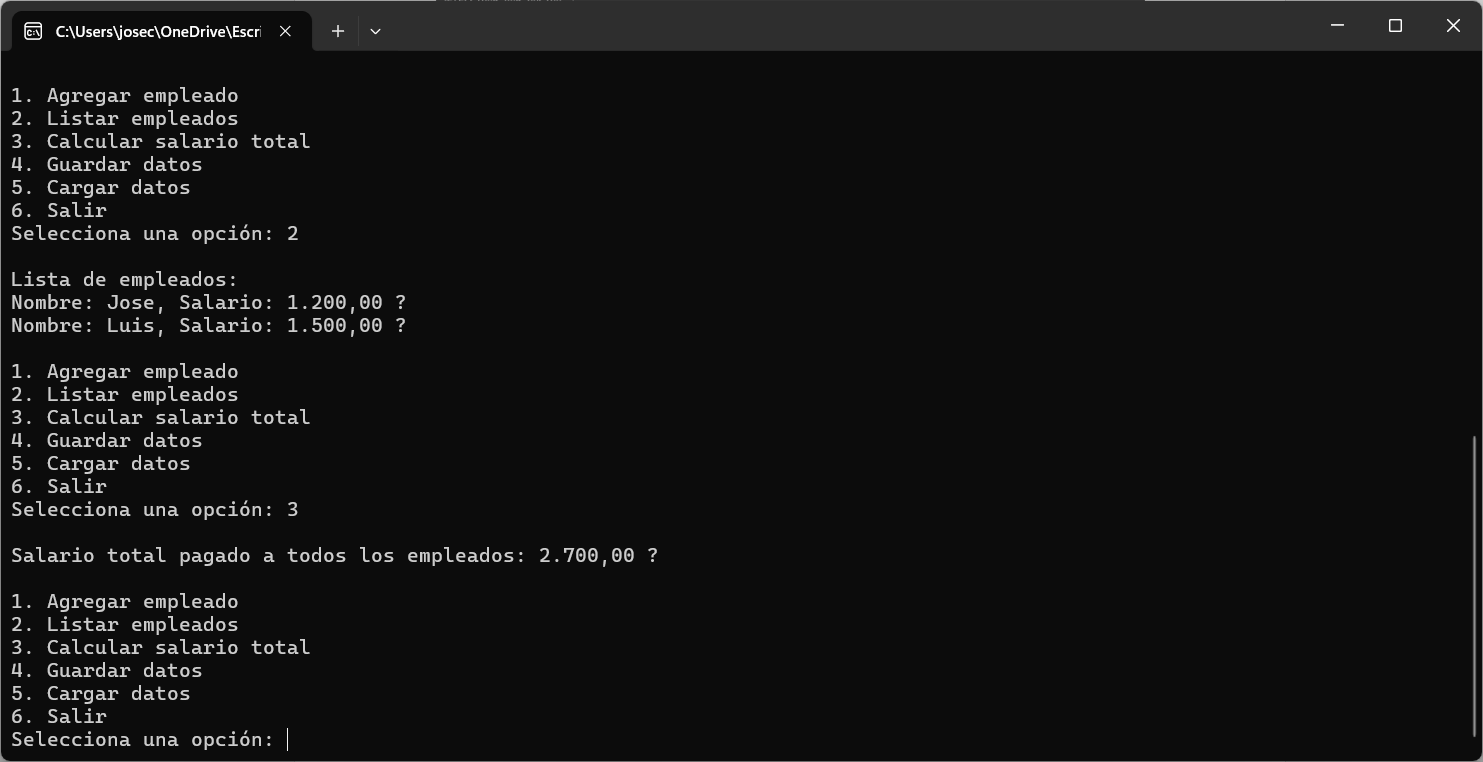 C:\Users\josec\OneDrive\Escri
1. Agregar empleado
2. Listar empleados
3. Calcular salario total
4. Guardar datos
5. Cargar datos
6. Salir
Selecciona una opción: 2
Lista de empleados:
Nombre: Jose, Salario: 1.200,00 ?
Nombre: Luis, Salario: 1.500,00 ?
1. Agregar empleado
2. Listar empleados
3. Calcular salario total
4. Guardar datos
5. Cargar datos
6. Salir
Selecciona una opción: 3
Salario total pagado a todos los empleados: 2.700,00 ?
1. Agregar empleado
2. Listar empleados
3. Calcular salario total
4. Guardar datos
5. Cargar datos
6. Salir
Selecciona una opción: